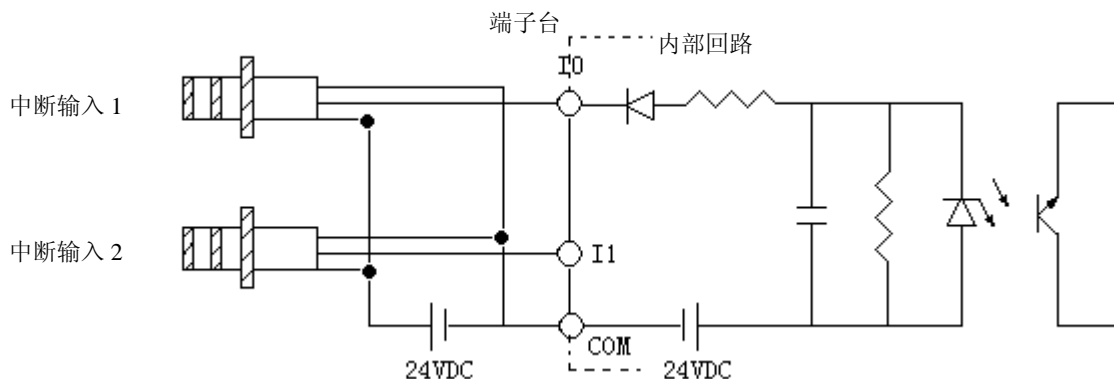 端子台
内部回路
I0
中断输入 1
中断输入 2
I1
COM
24VDC
24VDC